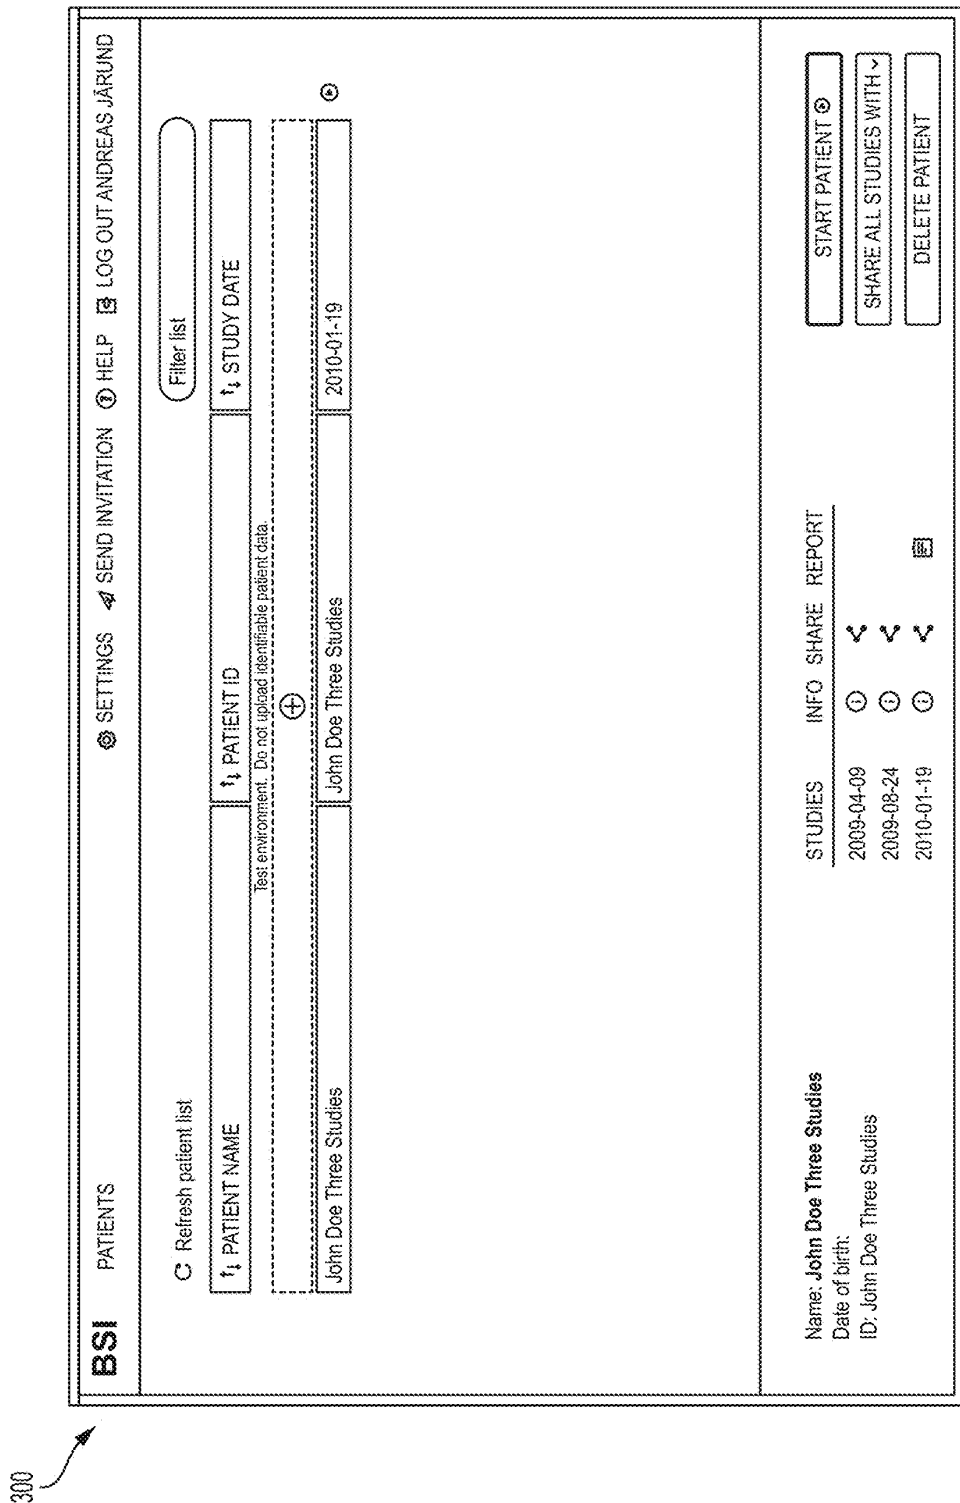 300
BSI PATIENTS SETTINGS SEND INVITATION HELP LOG OUT ANDREAS JÄRUND
Refresh patient list Filter list
PATIENT NAME PATIENT ID STUDY DATE
Test environment. Do not upload identifiable patient data.
John Doe Three Studies John Doe Three Studies 2010-01-19
Name: John Doe Three Studies
Date of birth:
ID: John Doe Three Studies
STUDIES INFO SHARE REPORT
2009-04-09
2009-08-24
2010-01-19
START PATIENT
SHARE ALL STUDIES WITH
DELETE PATIENT